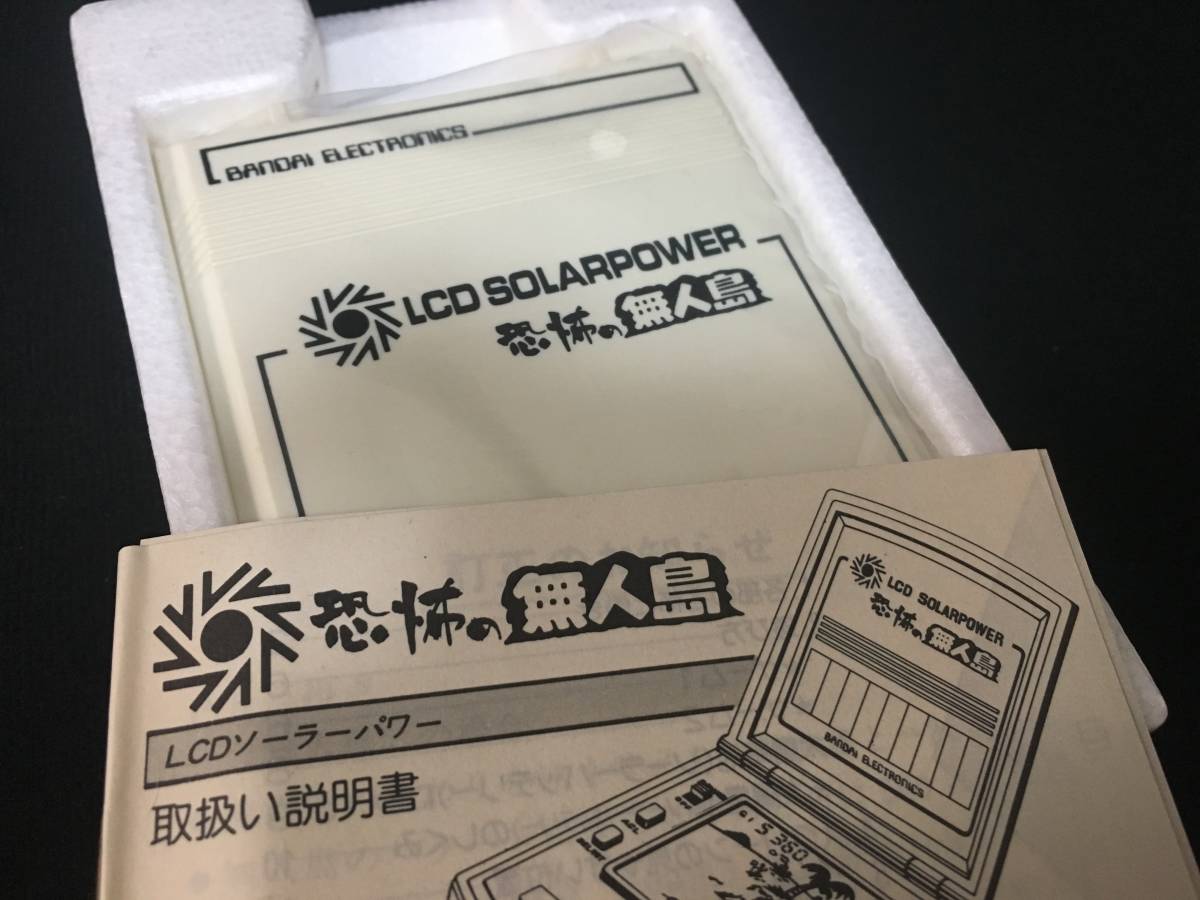 BANDAI ELECTRONICS
LCD SOLARPOWER
恐怖の無人島
恐怖の無人島
LCDソーラーパワー
取扱い説明書
LCD SOLARPOWER
恐怖の無人島
BANDAI ELECTRONICS
S 360
03